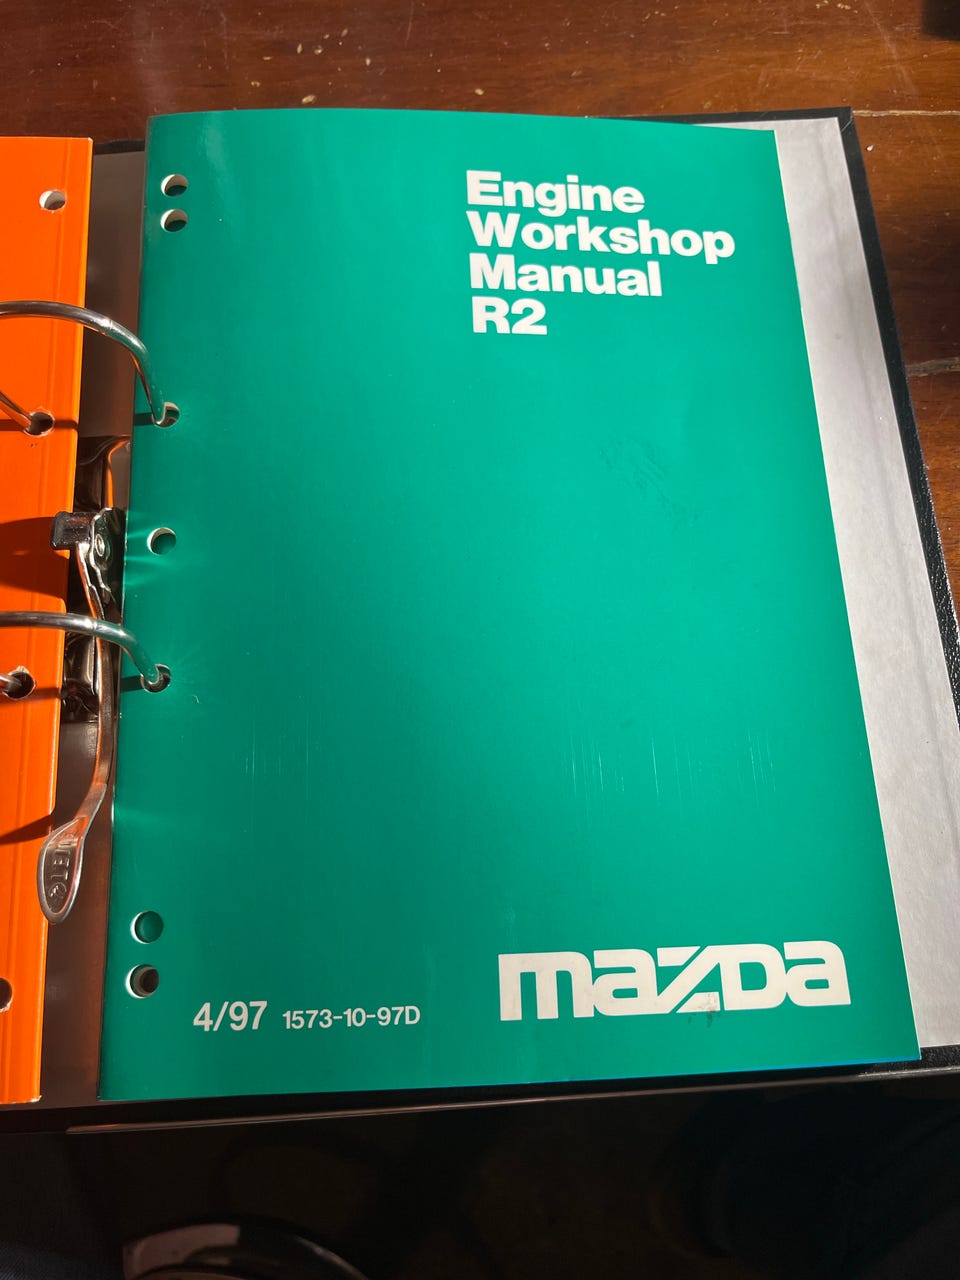 Engine
Workshop
Manual
R2
mazda
4/97 1573-10-97D